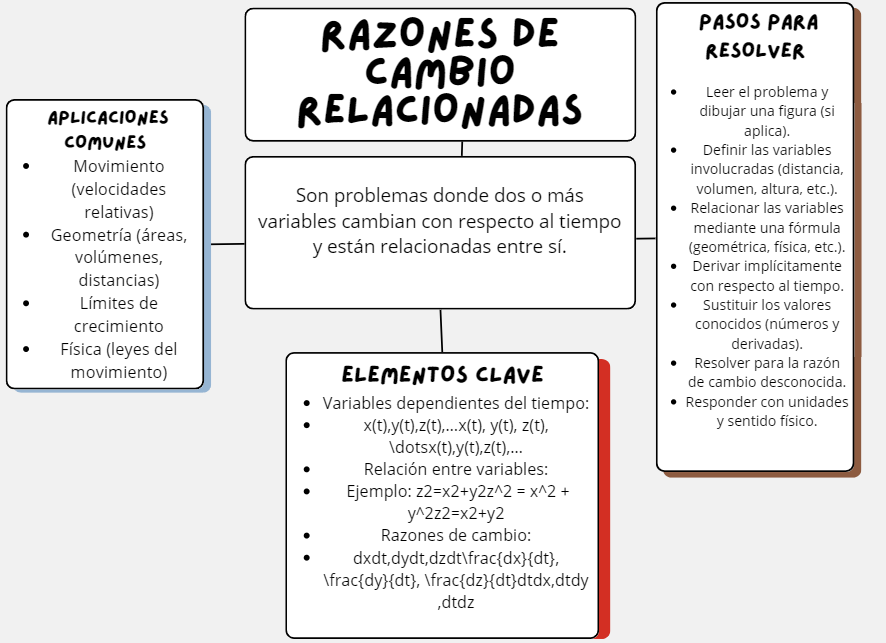 RAZONES DE
CAMBIO
RELACIONADAS
Son problemas donde dos o más
variables cambian con respecto al tiempo
y están relacionadas entre sí.
APLICACIONES
COMUNES
• Movimiento
(velocidades
relativas)
• Geometría (áreas,
volúmenes,
distancias)
• Límites de
crecimiento
• Física (leyes del
movimiento)
ELEMENTOS CLAVE
• Variables dependientes del tiempo:
• x(t),y(t),z(t),...x(t), y(t), z(t),
\dotsx(t),y(t),z(t),...
• Relación entre variables:
• Ejemplo: z2=x2+y2z^2 = x^2 +
y^2z2=x2+y2
• Razones de cambio:
• dxdt,dydt,dzdt\frac{dx}{dt},
\frac{dy}{dt}, \frac{dz}{dt}dtdx,dtdy
,dtdz
PASOS PARA
RESOLVER
• Leer el problema y
dibujar una figura (si
aplica).
• Definir las variables
involucradas (distancia,
volumen, altura, etc.).
• Relacionar las variables
mediante una fórmula
(geométrica, física, etc.).
• Derivar implícitamente
con respecto al tiempo.
• Sustituir los valores
conocidos (números y
derivadas).
• Resolver para la razón
de cambio desconocida.
• Responder con unidades
y sentido físico.